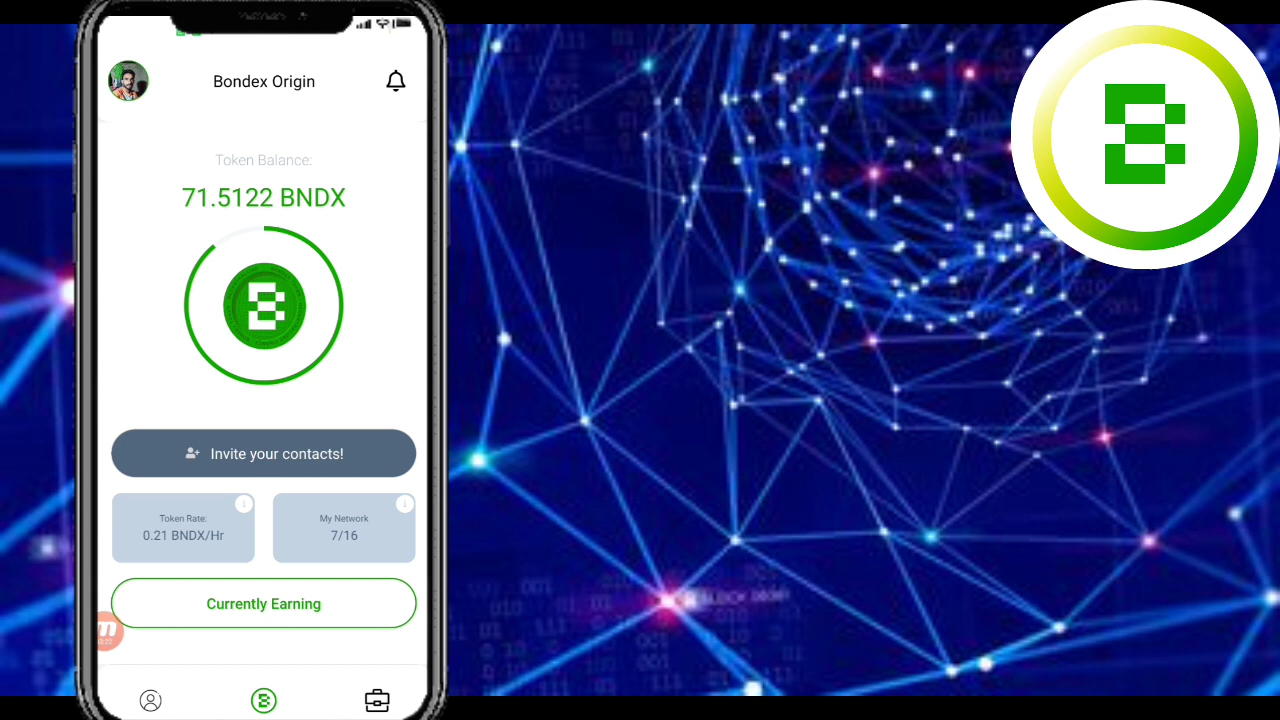 Bondex Origin
Token Balance:
71.5122 BNDX
Invite your contacts!
Token Rate:
0.21 BNDX/Hr
My Network
7/16
Currently Earning